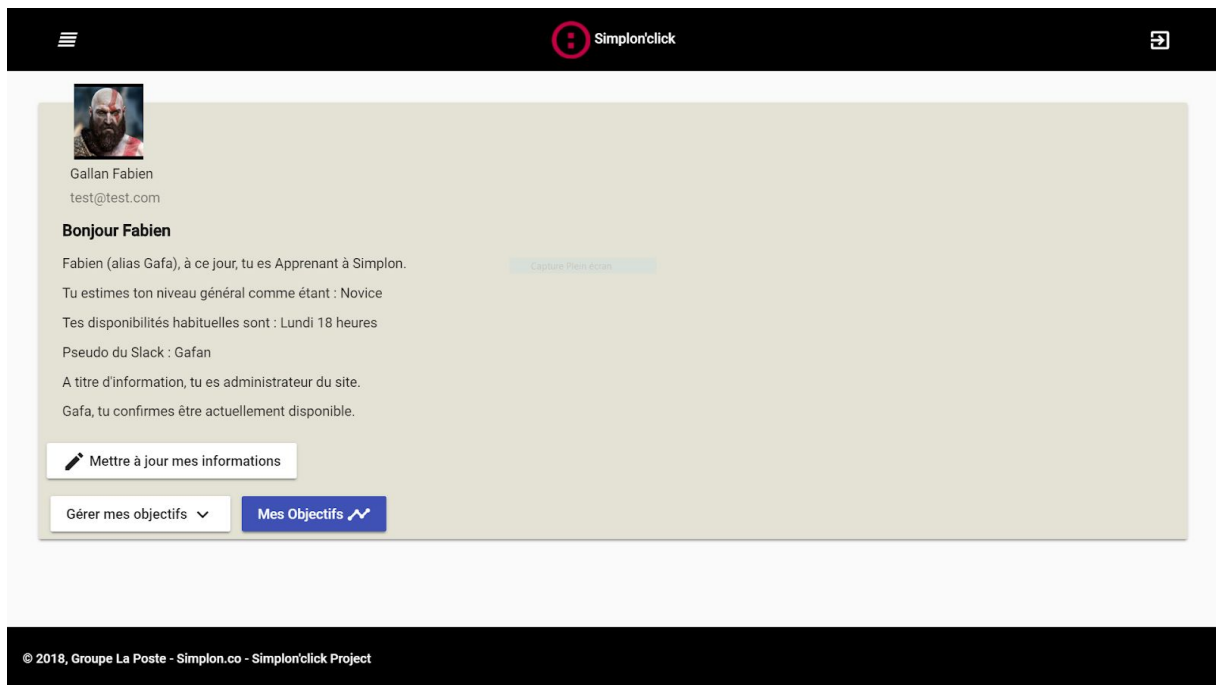 Simplon'click
Gallan Fabien
test@test.com
Bonjour Fabien
Fabien (alias Gafa), à ce jour, tu es Apprenant à Simplon.
Capture Plein écran
Tu estimes ton niveau général comme étant : Novice
Tes disponibilités habituelles sont : Lundi 18 heures
Pseudo du Slack : Gafan
A titre d'information, tu es administrateur du site.
Gafa, tu confirmes être actuellement disponible.
Mettre à jour mes informations
Gérer mes objectifs
Mes Objectifs
© 2018, Groupe La Poste - Simplon.co - Simplon'click Project